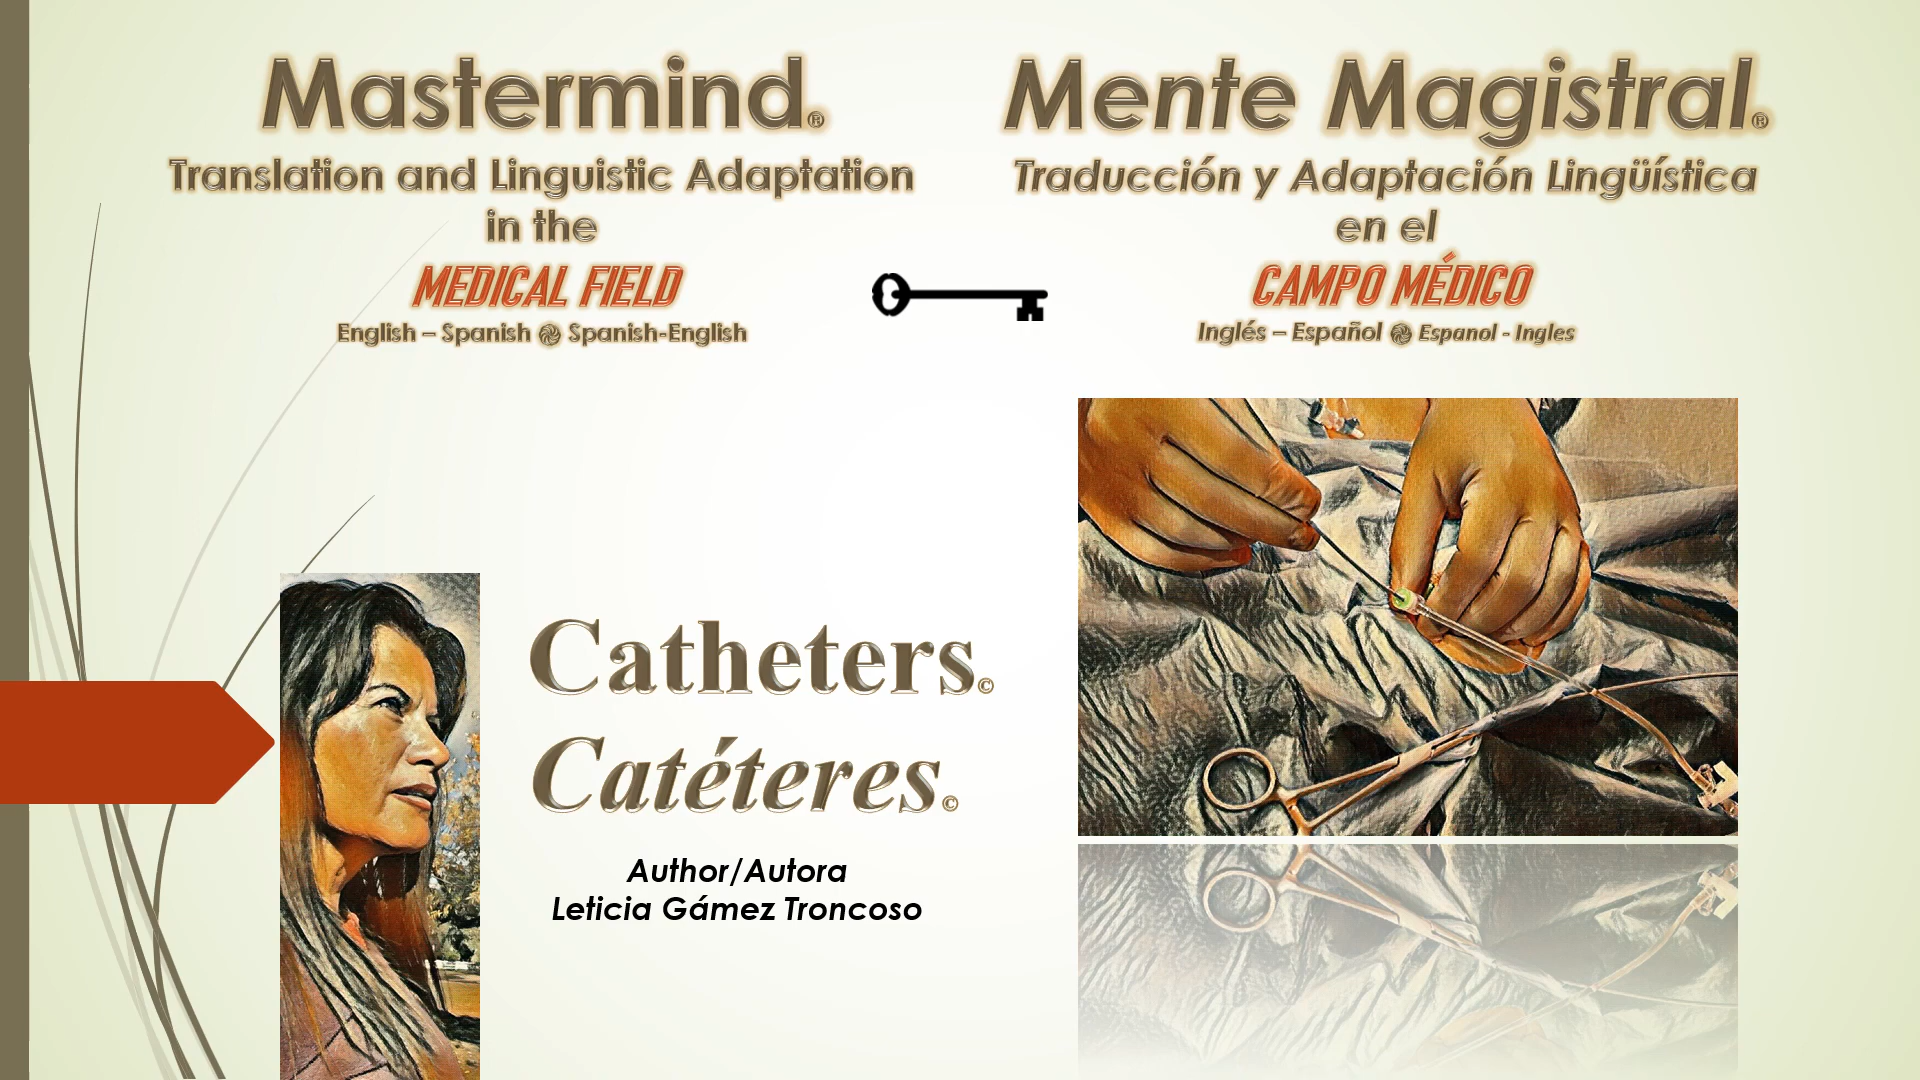 Mastermind®
Translation and Linguistic Adaptation
in the
MEDICAL FIELD
English – Spanish ֎ Spanish-English
Mente Magistral®
Traducción y Adaptación Lingüística
en el
CAMPO MÉDICO
Inglés – Español ֎ Espanol - Ingles
Catheters©
Catéteres©
Author/Autora
Leticia Gámez Troncoso